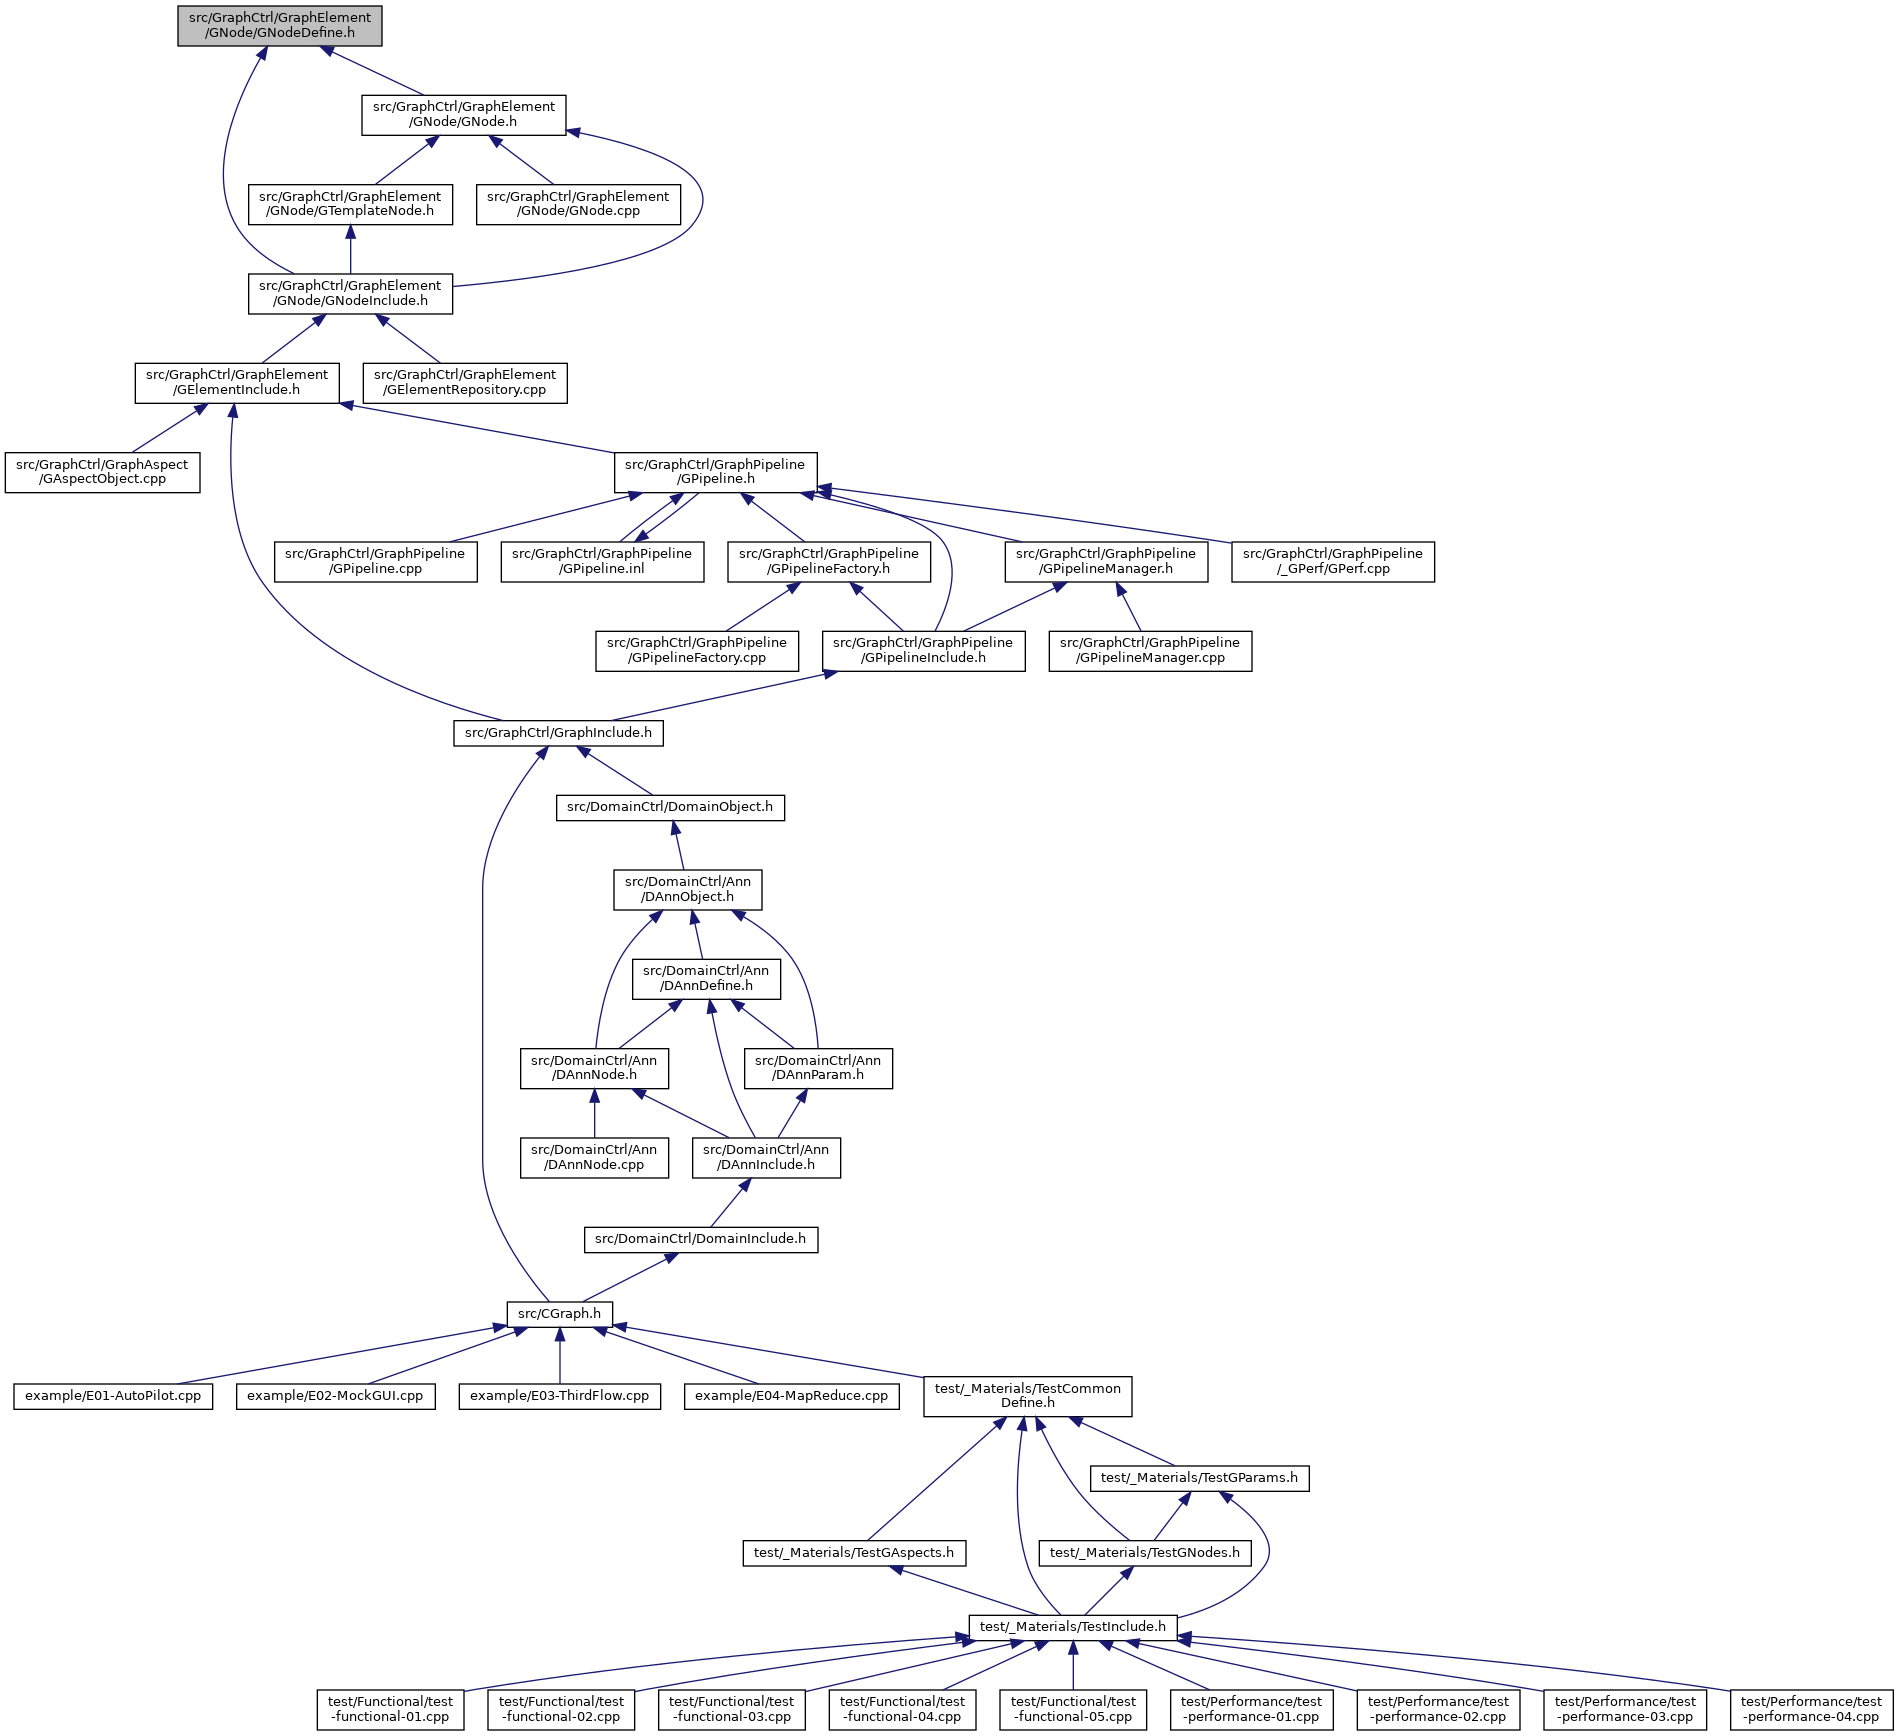 src/GraphCtrl/GraphElement
/GNode/GNodeDefine.h
src/GraphCtrl/GraphElement
/GNode/GNode.h
src/GraphCtrl/GraphElement
/GNode/GTemplateNode.h
src/GraphCtrl/GraphElement
/GNode/GNode.cpp
src/GraphCtrl/GraphElement
/GNode/GNodeInclude.h
src/GraphCtrl/GraphElement
/GElementInclude.h
src/GraphCtrl/GraphElement
/GElementRepository.cpp
src/GraphCtrl/GraphAspect
/GAspectObject.cpp
src/GraphCtrl/GraphPipeline
/GPipeline.h
src/GraphCtrl/GraphPipeline
/GPipeline.cpp
src/GraphCtrl/GraphPipeline
/GPipeline.inl
src/GraphCtrl/GraphPipeline
/GPipelineFactory.h
src/GraphCtrl/GraphPipeline
/GPipelineManager.h
src/GraphCtrl/GraphPipeline
/_GPerf/GPerf.cpp
src/GraphCtrl/GraphPipeline
/GPipelineFactory.cpp
src/GraphCtrl/GraphPipeline
/GPipelineInclude.h
src/GraphCtrl/GraphPipeline
/GPipelineManager.cpp
src/GraphCtrl/GraphInclude.h
src/DomainCtrl/DomainObject.h
src/DomainCtrl/Ann
/DAnnObject.h
src/DomainCtrl/Ann
/DAnnDefine.h
src/DomainCtrl/Ann
/DAnnNode.h
src/DomainCtrl/Ann
/DAnnParam.h
src/DomainCtrl/Ann
/DAnnNode.cpp
src/DomainCtrl/Ann
/DAnnInclude.h
src/DomainCtrl/DomainInclude.h
src/CGraph.h
example/E01-AutoPilot.cpp
example/E02-MockGUI.cpp
example/E03-ThirdFlow.cpp
example/E04-MapReduce.cpp
test/_Materials/TestCommon
Define.h
test/_Materials/TestGParams.h
test/_Materials/TestGAspects.h
test/_Materials/TestGNodes.h
test/_Materials/TestInclude.h
test/Functional/test
-functional-01.cpp
test/Functional/test
-functional-02.cpp
test/Functional/test
-functional-03.cpp
test/Functional/test
-functional-04.cpp
test/Functional/test
-functional-05.cpp
test/Performance/test
-performance-01.cpp
test/Performance/test
-performance-02.cpp
test/Performance/test
-performance-03.cpp
test/Performance/test
-performance-04.cpp